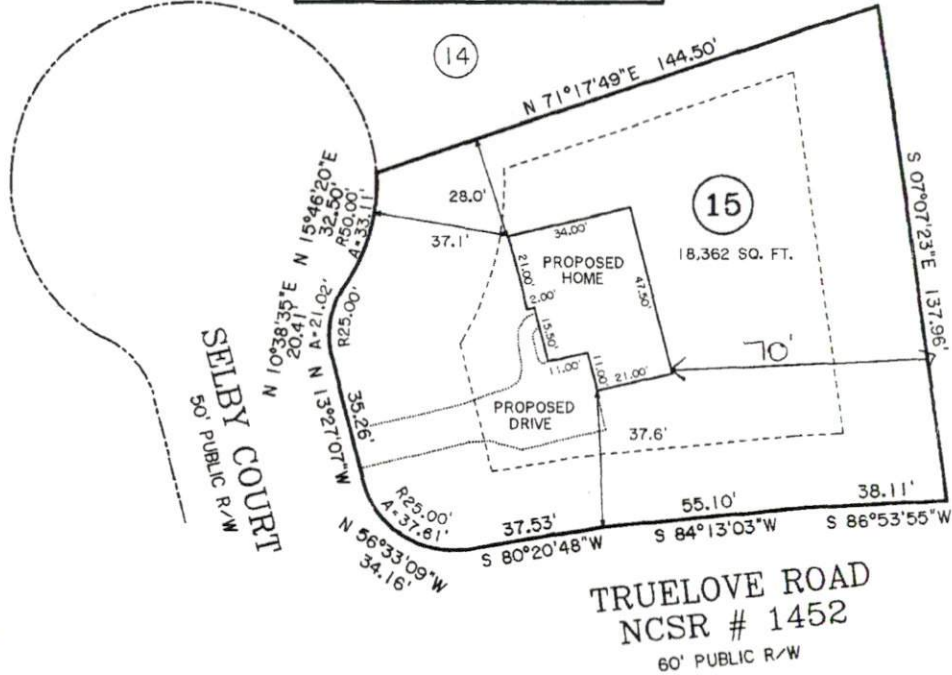 14
N 71°17'49"E 144.50'
N 15°46'20"E
32.50'
R50.00'
A=33.11'
28.0'
37.1'
34.00'
15
18,362 SQ. FT.
S 07°07'23"E 137.96'
PROPOSED
HOME
21.00'
2.00'
47.50'
15.50'
11.00'
11.00'
21.00'
70'
N 10°38'35"E
20.41'
A=21.02'
R25.00'
N 13°27'07"W
35.26'
PROPOSED
DRIVE
37.6'
SELBY COURT
50' PUBLIC R/W
R25.00'
A=37.61'
N 56°33'09"W
34.16'
37.53'
S 80°20'48"W
55.10'
S 84°13'03"W
38.11'
S 86°53'55"W
TRUELOVE ROAD
NCSR # 1452
60' PUBLIC R/W